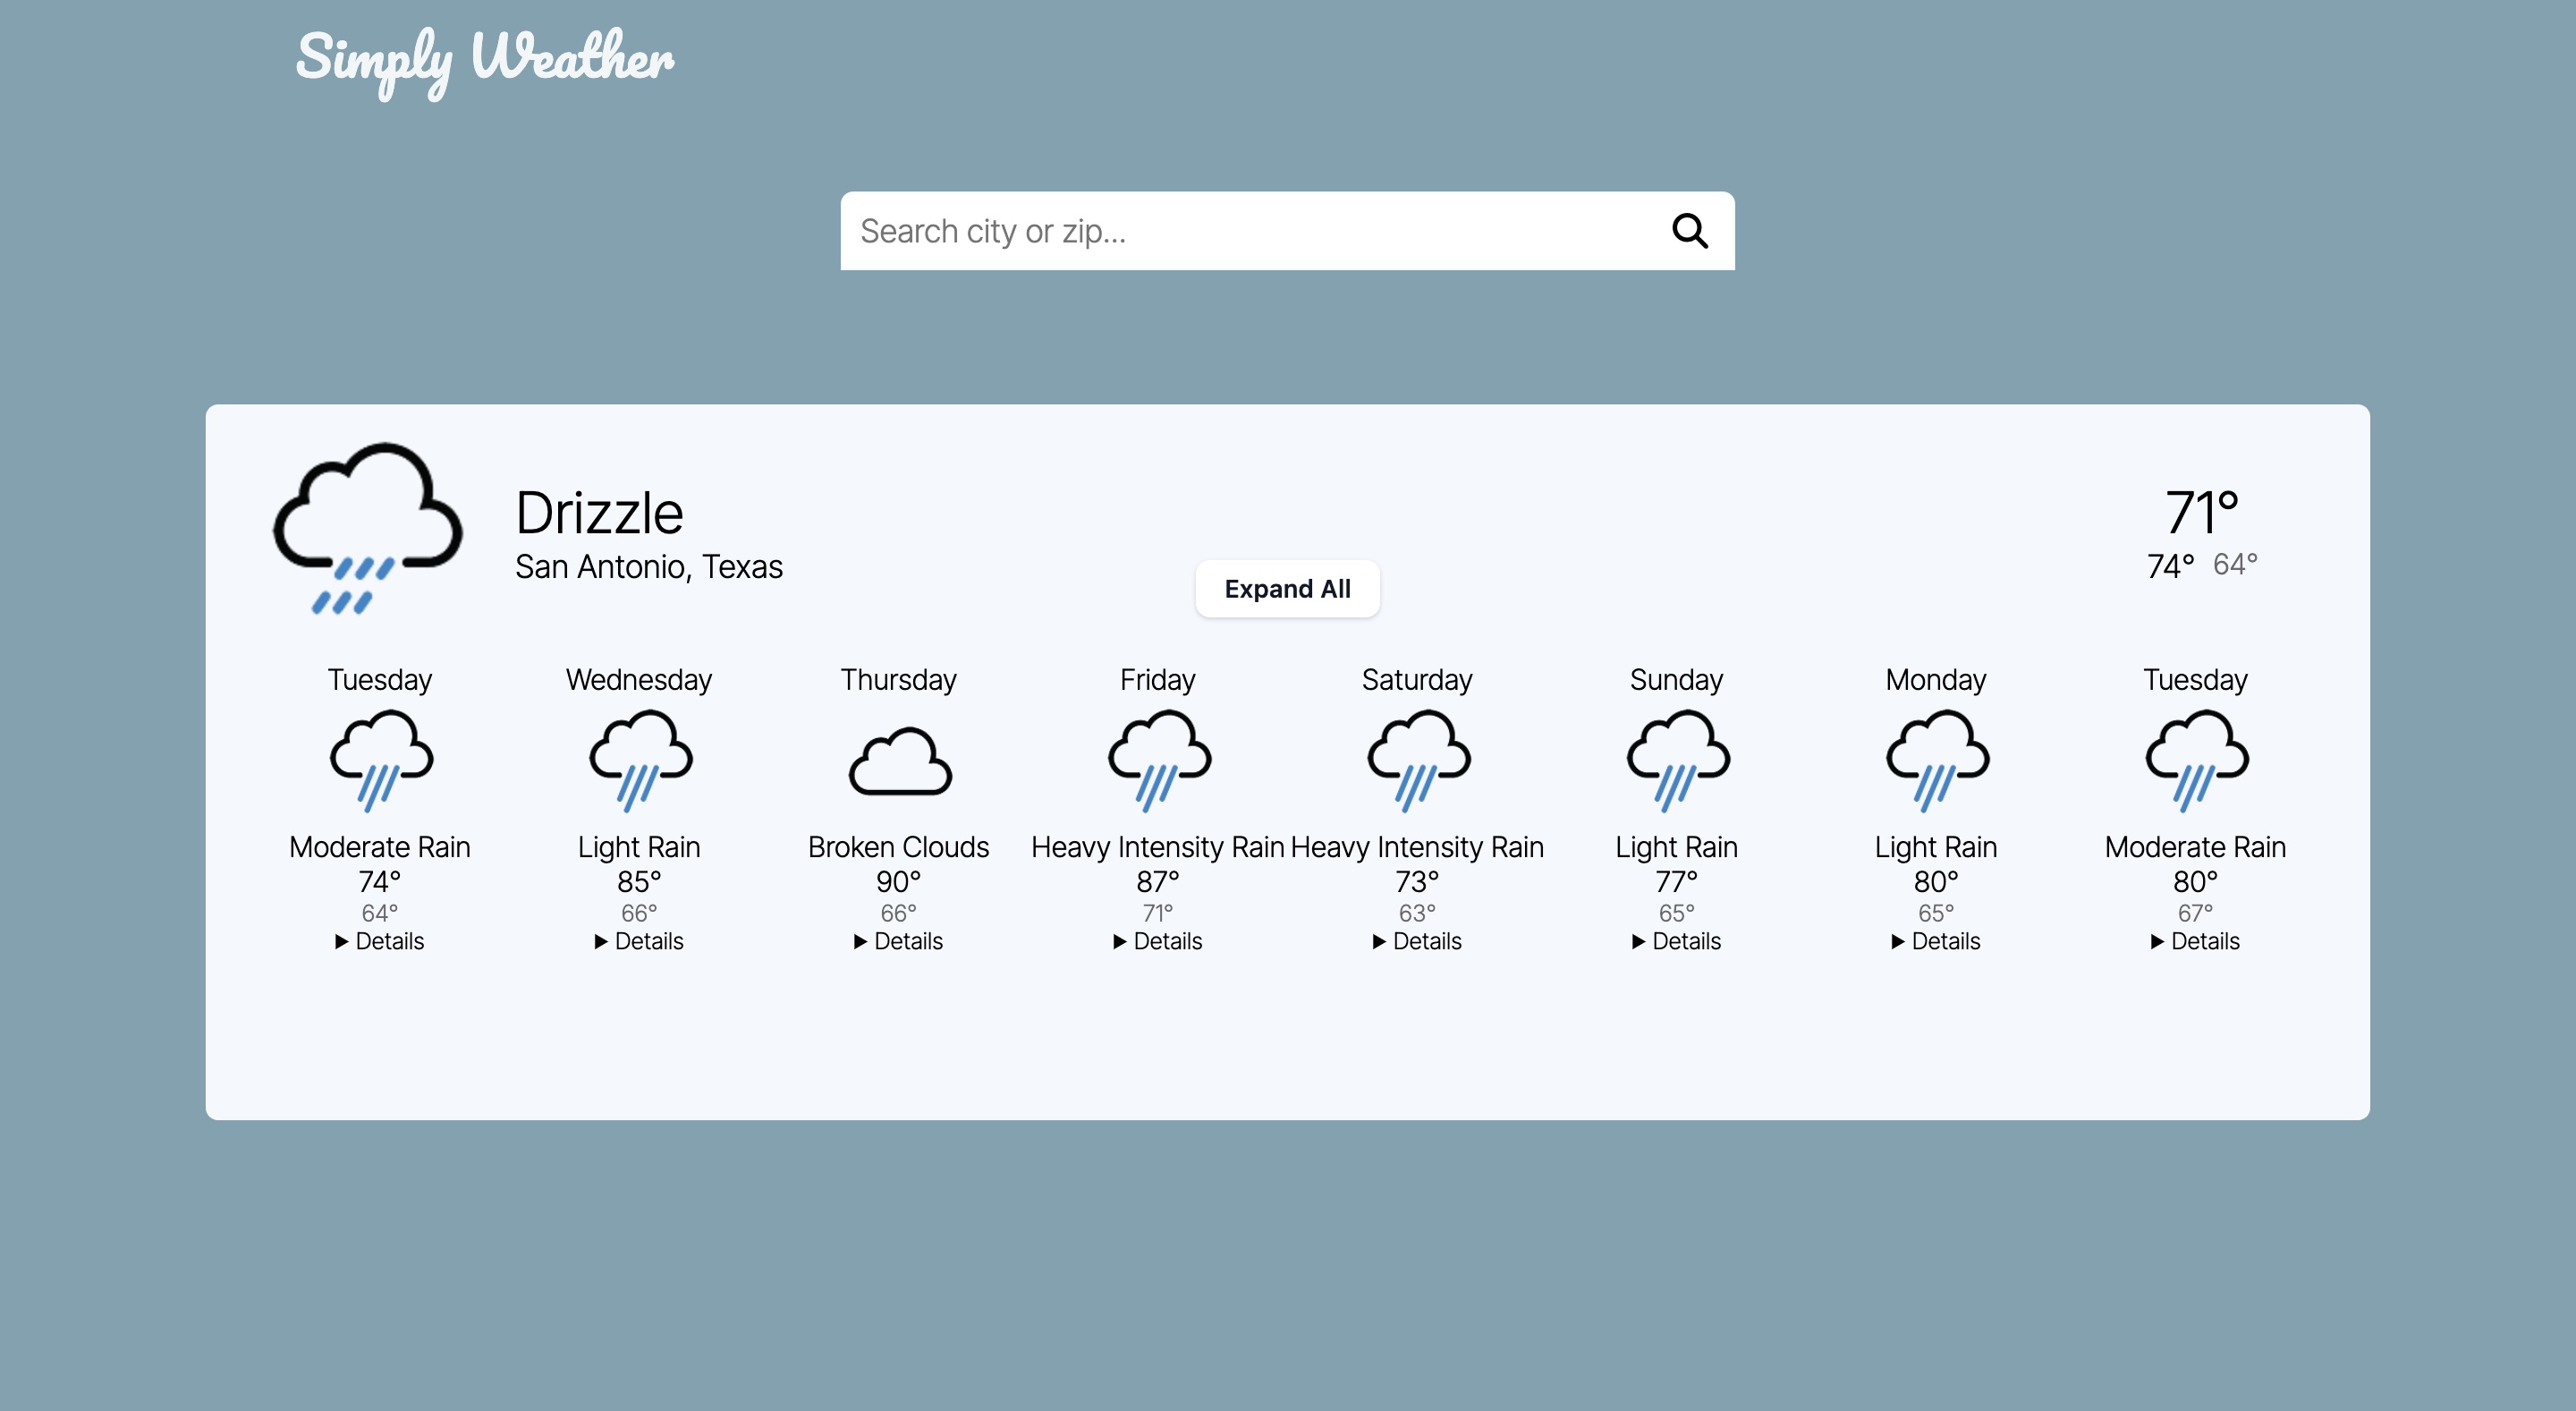 Simply Weather
Search city or zip...
Drizzle
San Antonio, Texas
71°
74° 64°
Expand All
Tuesday Wednesday Thursday Friday Saturday Sunday Monday Tuesday
Moderate Rain Light Rain Broken Clouds Heavy Intensity Rain Heavy Intensity Rain Light Rain Light Rain Moderate Rain
74° 85° 90° 87° 73° 77° 80° 80°
64° 66° 66° 71° 63° 65° 65° 67°
Details Details Details Details Details Details Details Details